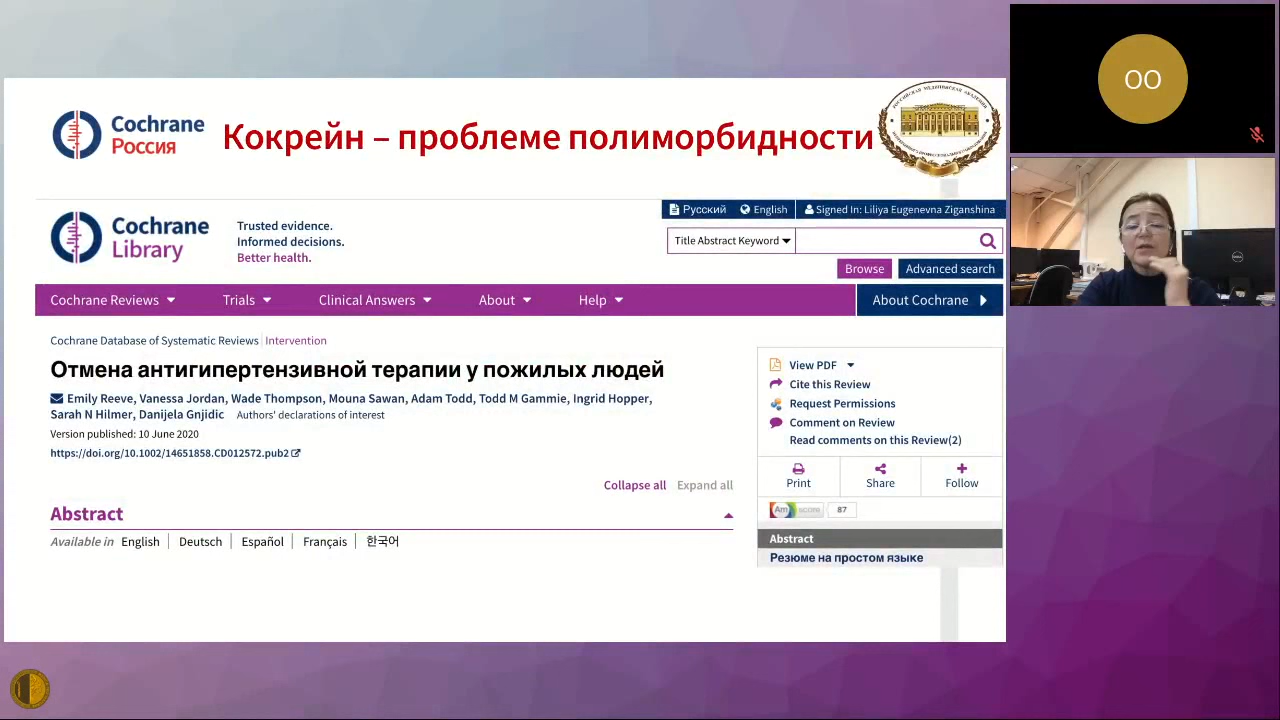 Cochrane
Россия
Кокрейн – проблеме полиморбидности
Cochrane
Library
Trusted evidence.
Informed decisions.
Better health.
Русский
English
Signed In: Liliya Eugenevna Ziganshina
Title Abstract Keyword
Browse
Advanced search
Cochrane Reviews
Trials
Clinical Answers
About
Help
About Cochrane
Cochrane Database of Systematic Reviews | Intervention
Отмена антигипертензивной терапии у пожилых людей
Emily Reeve, Vanessa Jordan, Wade Thompson, Mouna Sawan, Adam Todd, Todd M Gammie, Ingrid Hopper,
Sarah N Hilmer, Danijela Gnjidic Authors' declarations of interest
Version published: 10 June 2020
https://doi.org/10.1002/14651858.CD012572.pub2
Collapse all Expand all
Abstract
Available in English | Deutsch | Español | Français | 한국어
View PDF
Cite this Review
Request Permissions
Comment on Review
Read comments on this Review(2)
Print
Share
Follow
Am score 87
Abstract
Резюме на простом языке
OO
DELL